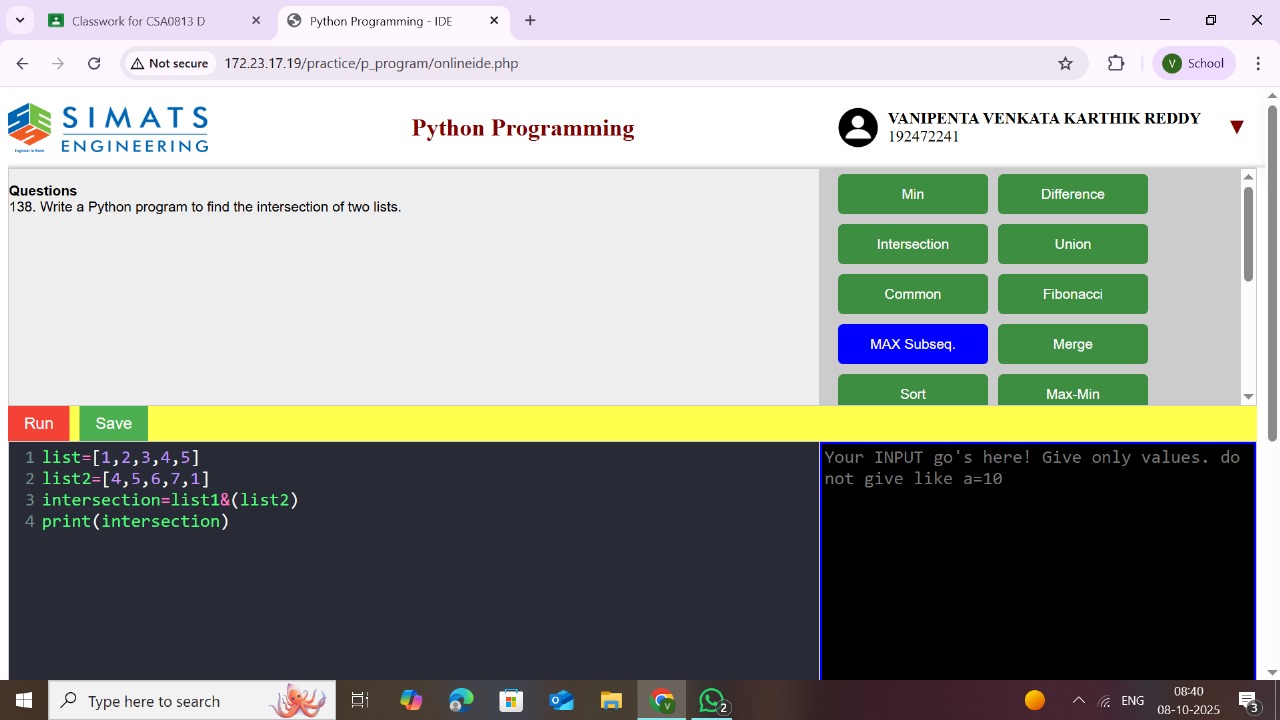 Classwork for CSA0813 D
Python Programming - IDE
Not secure
172.23.17.19/practice/p_program/onlineide.php
V
School
SIMATS
ENGINEERING
Engineer to Excel
Python Programming
VANIPENTA VENKATA KARTHIK REDDY
192472241
Questions
138. Write a Python program to find the intersection of two lists.
Min
Difference
Intersection
Union
Common
Fibonacci
MAX Subseq.
Merge
Sort
Max-Min
Run
Save
1 list=[1,2,3,4,5]
2 list2=[4,5,6,7,1]
3 intersection=list1&(list2)
4 print(intersection)
Your INPUT go's here! Give only values. do
not give like a=10
Type here to search
V
2
ENG
08:40
08-10-2025
3